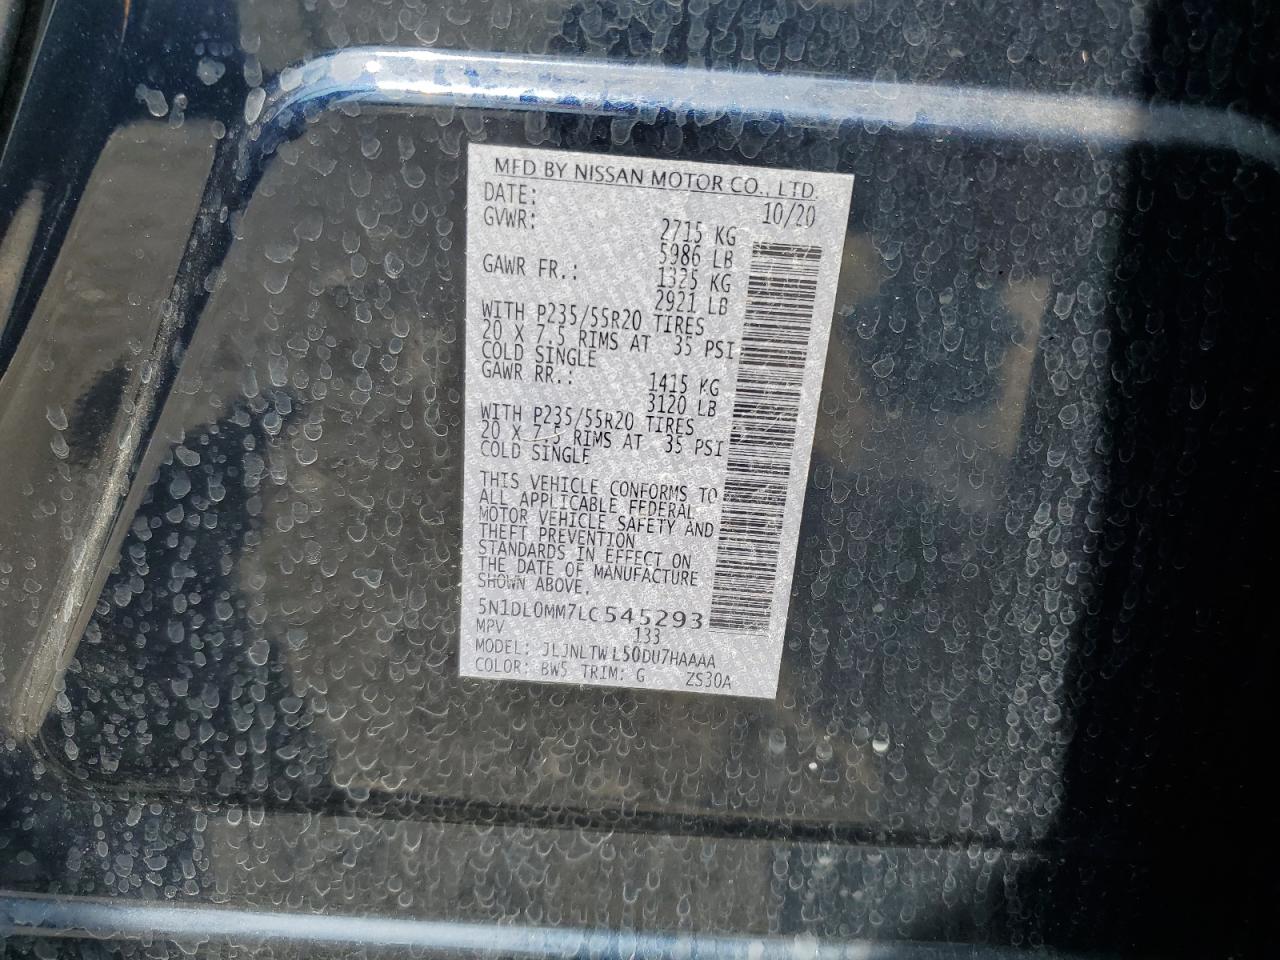 MFD BY NISSAN MOTOR CO., LTD.
DATE: 10/20
GVWR: 2715 KG
5986 LB
GAWR FR.: 1325 KG
2921 LB
WITH P235/55R20 TIRES
20 X 7.5 RIMS AT 35 PSI
COLD SINGLE
GAWR RR.: 1415 KG
3120 LB
WITH P235/55R20 TIRES
20 X 7.5 RIMS AT 35 PSI
COLD SINGLE
THIS VEHICLE CONFORMS TO
ALL APPLICABLE FEDERAL
MOTOR VEHICLE SAFETY AND
THEFT PREVENTION
STANDARDS IN EFFECT ON
THE DATE OF MANUFACTURE
SHOWN ABOVE.
5N1DL0MM7LC545293
MPV 133
MODEL: JLJNLTWL50DU7HAAAA
COLOR: BW5 TRIM: G ZS30A